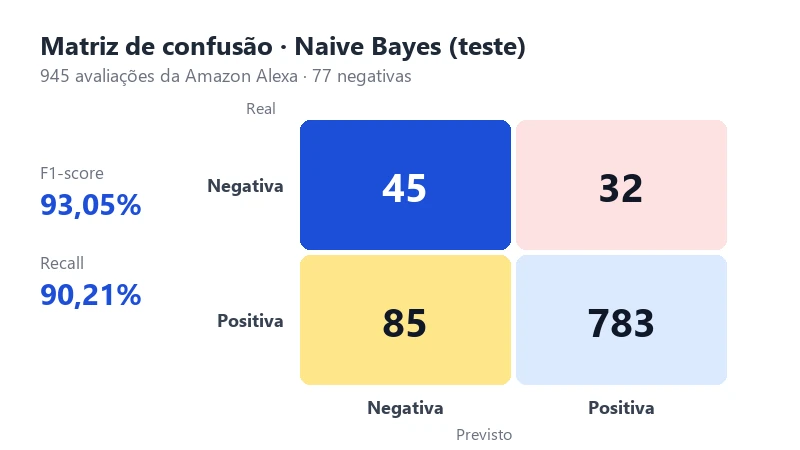 Matriz de confusão · Naive Bayes (teste)
945 avaliações da Amazon Alexa · 77 negativas
Real
F1-score
93,05%
Recall
90,21%
Negativa
45
32
Positiva
85
783
Negativa
Positiva
Previsto